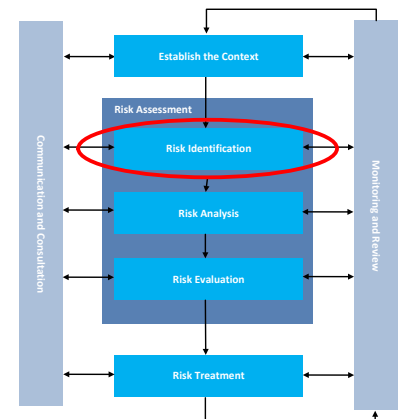 Establish the Context
Risk Assessment
Risk Identification
Risk Analysis
Risk Evaluation
Risk Treatment
Communication and Consultation
Monitoring and Review